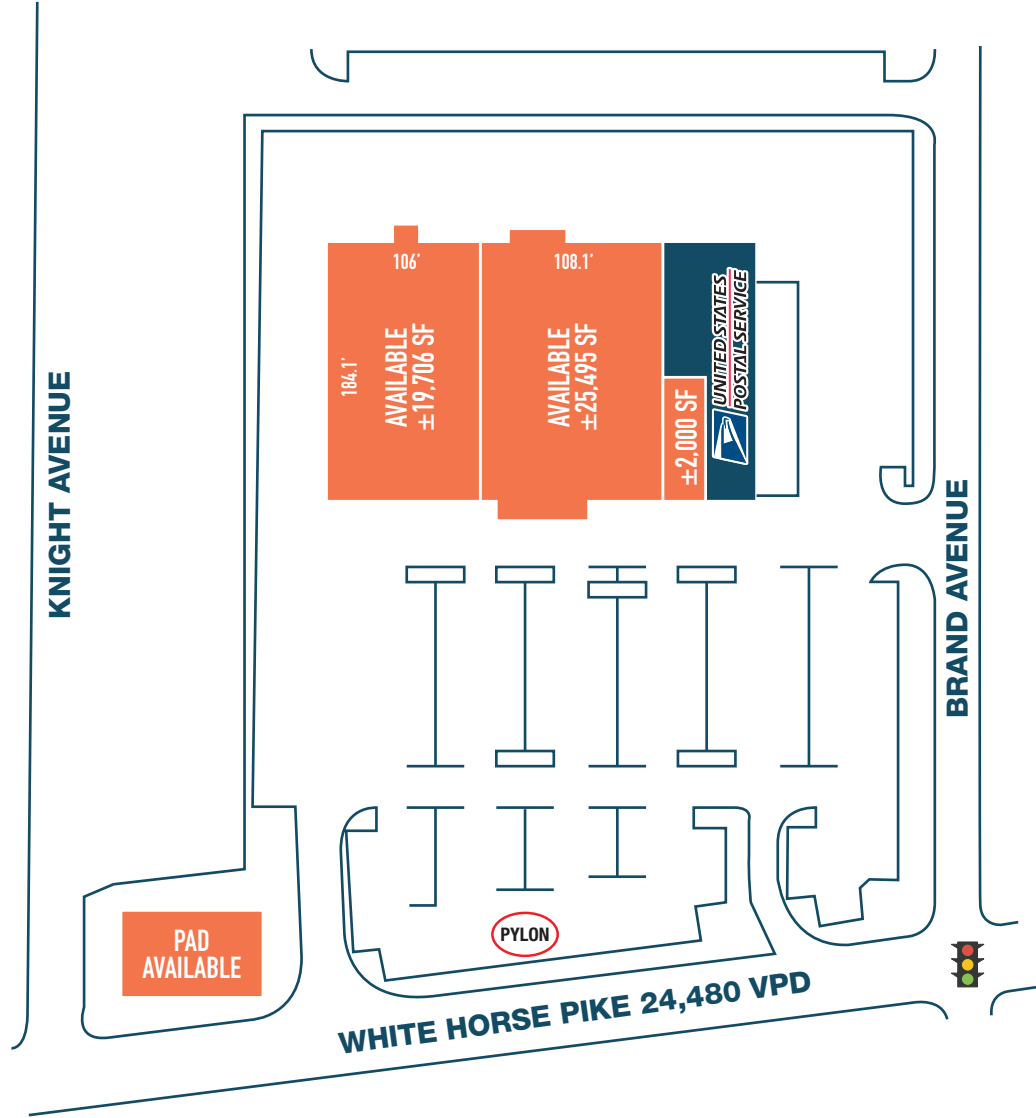 106'
108.1'
184.1'
AVAILABLE
±19,706 SF
AVAILABLE
±25,495 SF
±2,000 SF
UNITED STATES
POSTAL SERVICE
KNIGHT AVENUE
BRAND AVENUE
PAD
AVAILABLE
PYLON
WHITE HORSE PIKE 24,480 VPD